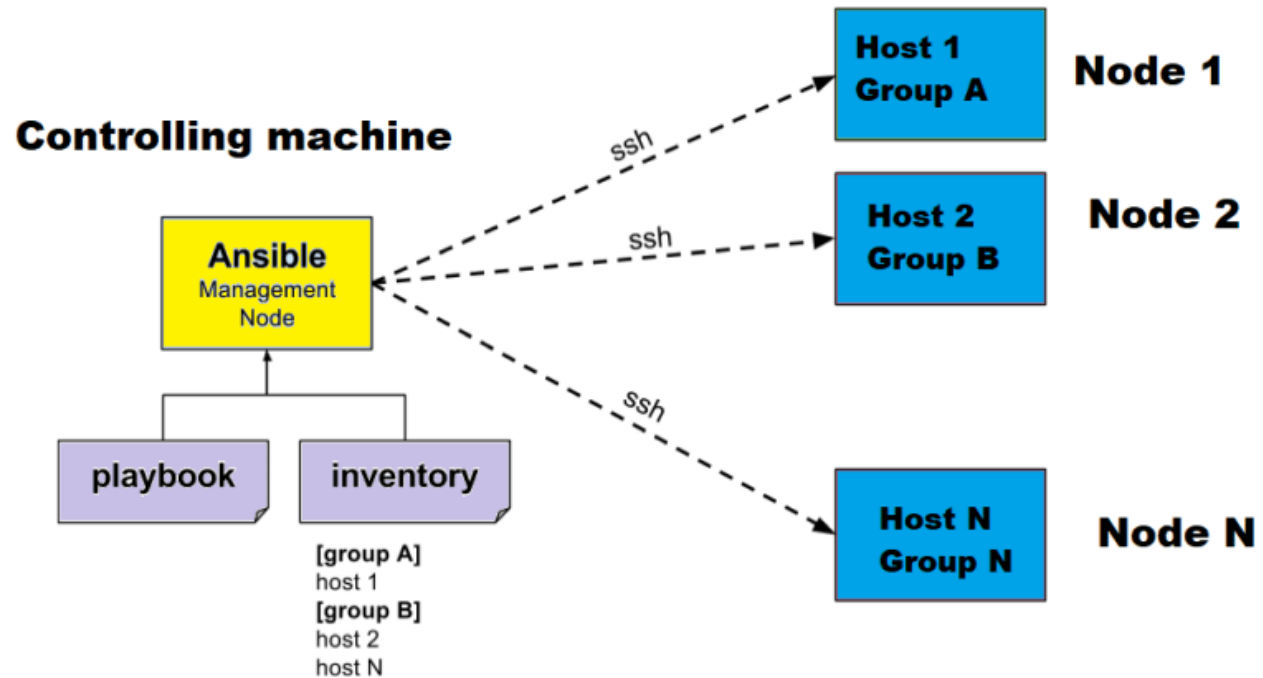 Controlling machine
Ansible
Management
Node
playbook
inventory
[group A]
host 1
[group B]
host 2
host N
ssh
ssh
ssh
Host 1
Group A
Node 1
Host 2
Group B
Node 2
Host N
Group N
Node N